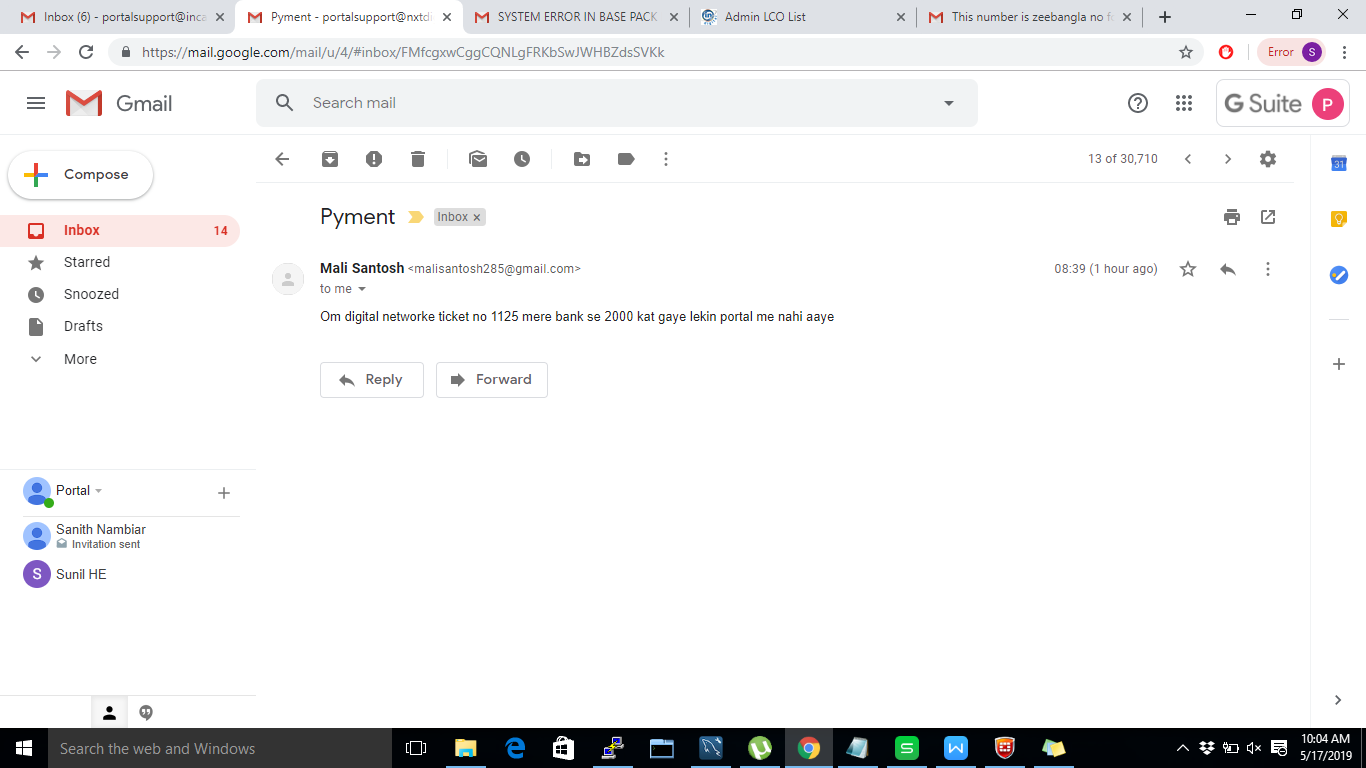 Inbox (6) - portalsupport@inca
Pyment - portalsupport@nxtdi
SYSTEM ERROR IN BASE PACK
Admin LCO List
This number is zeebangla no fo
https://mail.google.com/mail/u/4/#inbox/FMfcgxwCggCQNLgFRKbSwJWHBZdsSVKk
Error S
Gmail
Search mail
G Suite P
Compose
13 of 30,710
31
Inbox 14
Starred
Snoozed
Drafts
More
Pyment Inbox x
Mali Santosh <malisantosh285@gmail.com> 08:39 (1 hour ago)
to me
Om digital networke ticket no 1125 mere bank se 2000 kat gaye lekin portal me nahi aaye
Reply Forward
Portal
Sanith Nambiar
Invitation sent
S Sunil HE
Search the web and Windows
S W
10:04 AM
5/17/2019